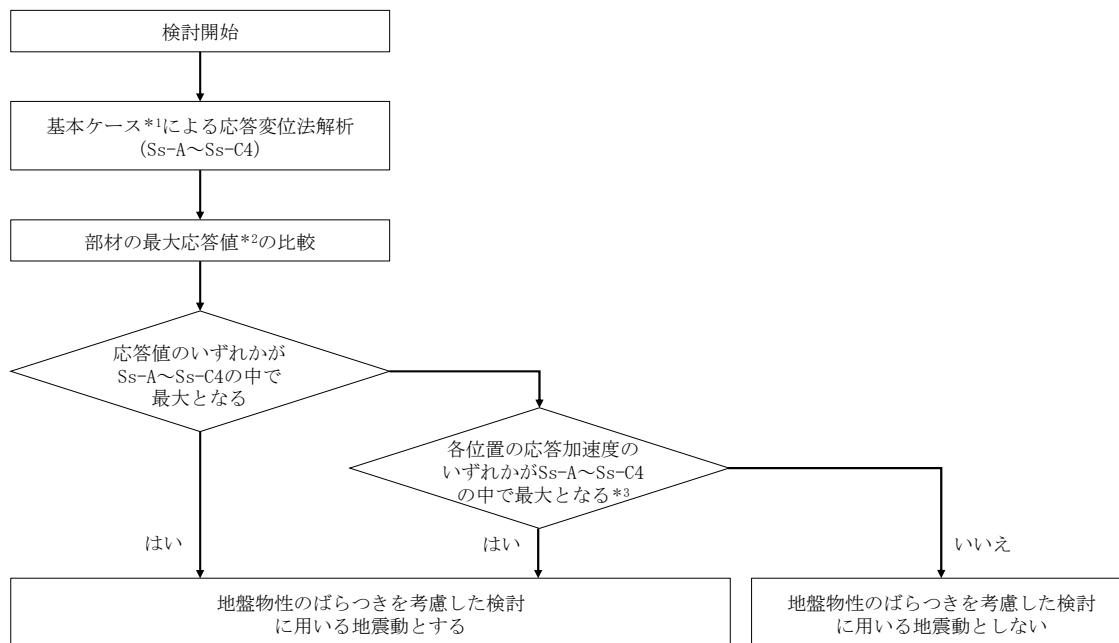 検討開始
基本ケース*1による応答変位法解析
(Ss-A～Ss-C4)
部材の最大応答値*2の比較
応答値のいずれかが
Ss-A～Ss-C4の中で
最大となる
各位置の応答加速度の
いずれかがSs-A～Ss-C4
の中で最大となる*3
はい
はい
いいえ
地盤物性のばらつきを考慮した検討
に用いる地震動とする
地盤物性のばらつきを考慮した検討
に用いる地震動としない